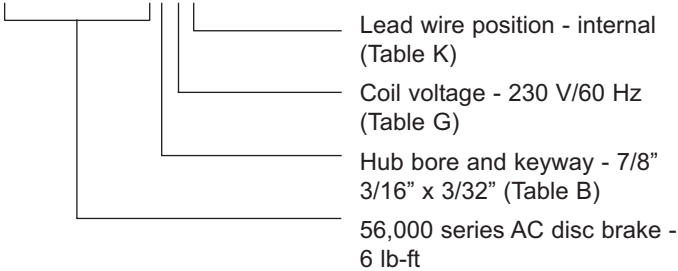 Lead wire position - internal
(Table K)
Coil voltage - 230 V/60 Hz
(Table G)
Hub bore and keyway - 7/8”
3/16” x 3/32” (Table B)
56,000 series AC disc brake -
6 lb-ft